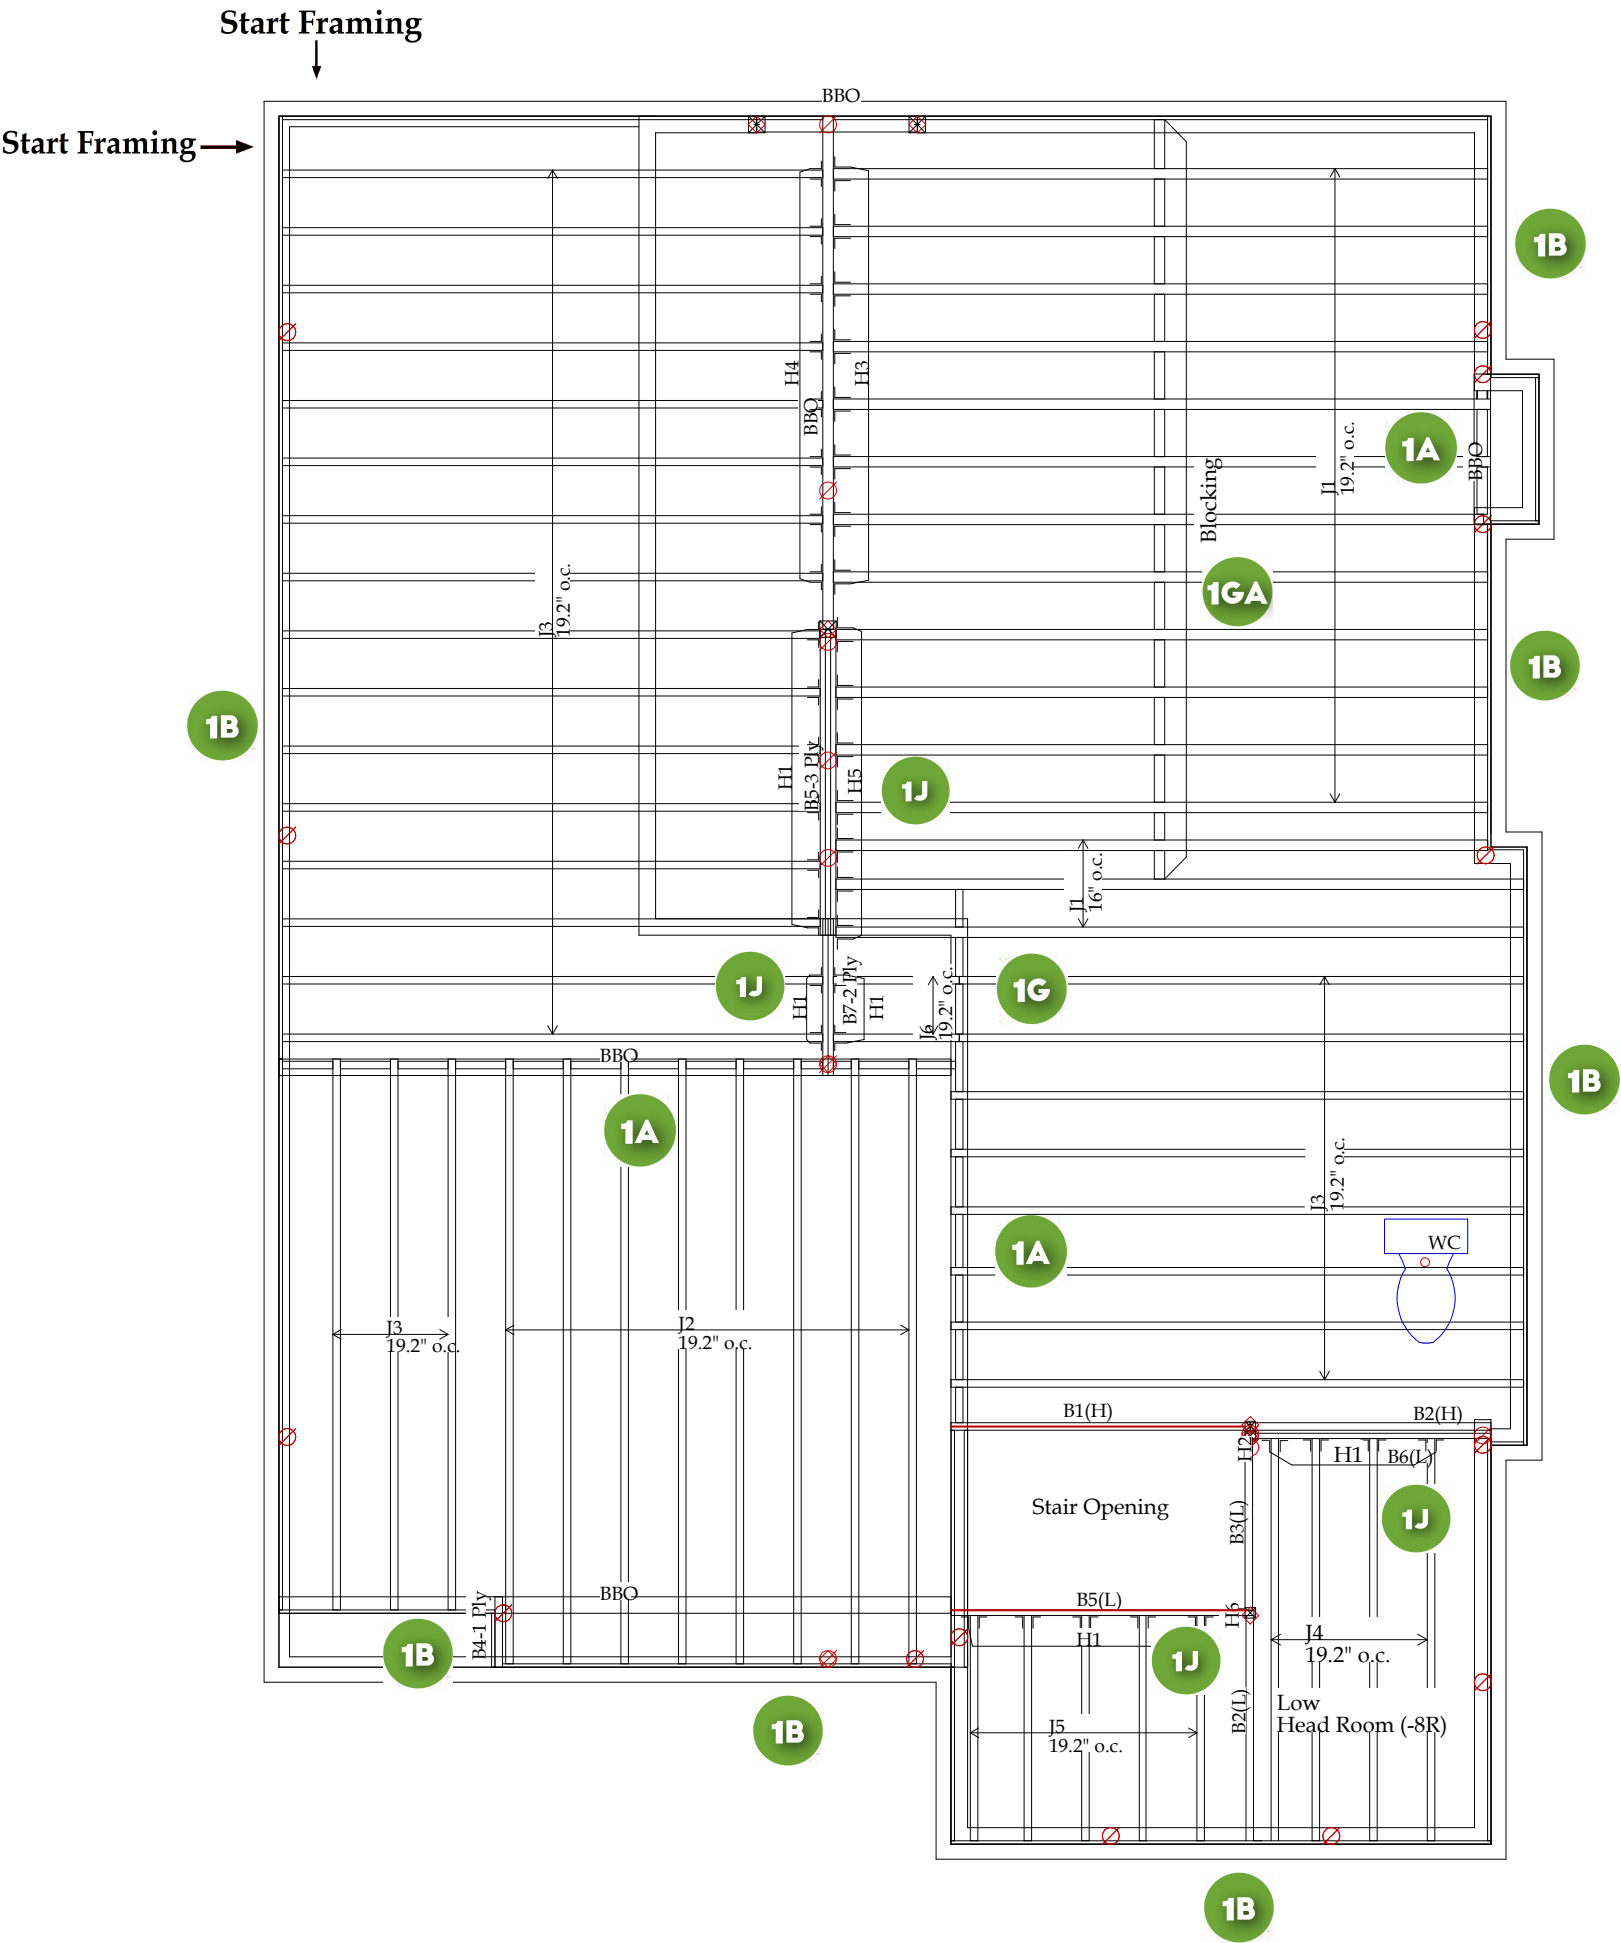 Start Framing
BBO
Start Framing
1B
H4
H3
BBO
1A
BBO
J1
19.2" o.c.
Blocking
1GA
J3
19.2" o.c.
1B
1B
H1
B5-3 Ply
H5
1J
J1
16" o.c.
1J
H1
B7-2 Ply
H1
J6
19.2" o.c.
1G
BBO
1B
1A
J3
19.2" o.c.
1A
WC
J3
19.2" o.c.
J2
19.2" o.c.
B1(H)
B2(H)
H2
H1
B6(L)
Stair Opening
B3(L)
1J
BBO
B4-1 Ply
B5(L)
H6
1B
H1
1J
J4
19.2" o.c.
B2(L)
Low
Head Room (-8R)
J5
19.2" o.c.
1B
1B